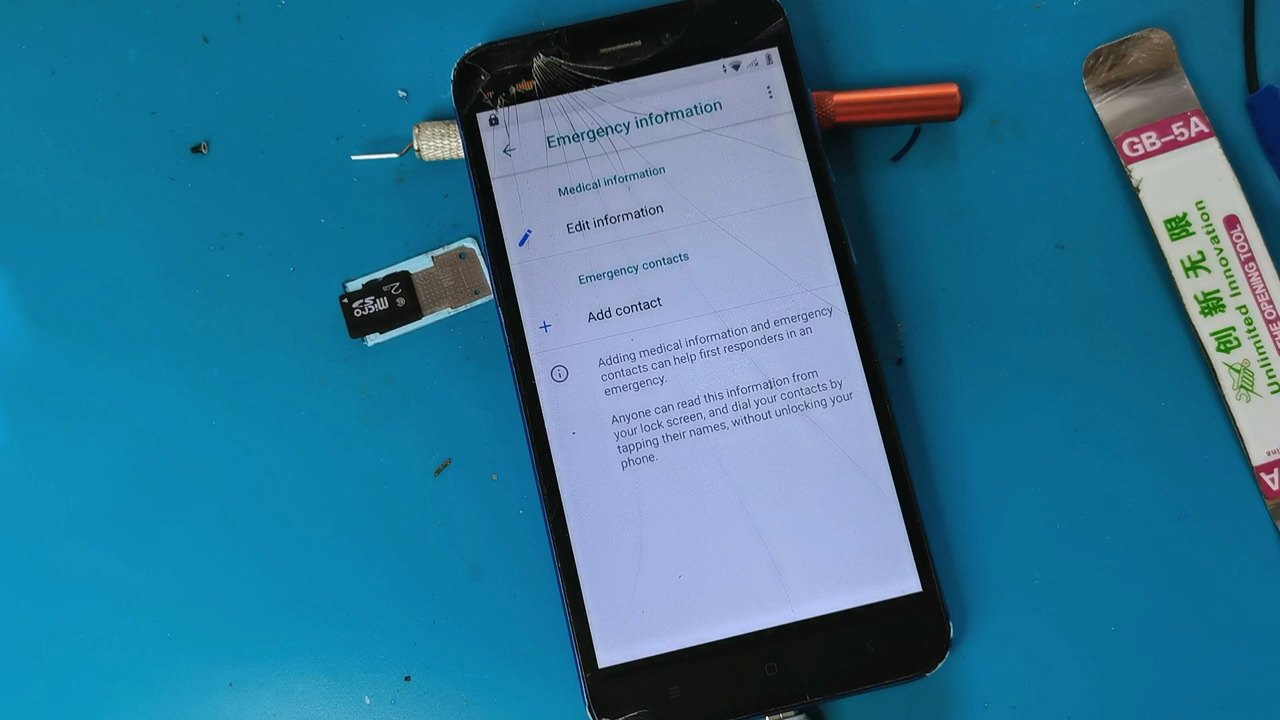 Emergency information
Medical information
Edit information
Emergency contacts
Add contact
Adding medical information and emergency
contacts can help first responders in an
emergency.
Anyone can read this information from
your lock screen, and dial your contacts by
tapping their names, without unlocking your
phone.
micro
SD
2GB
GB-5A
创新无限
Unlimited Innovation
THE OPENING TOOL